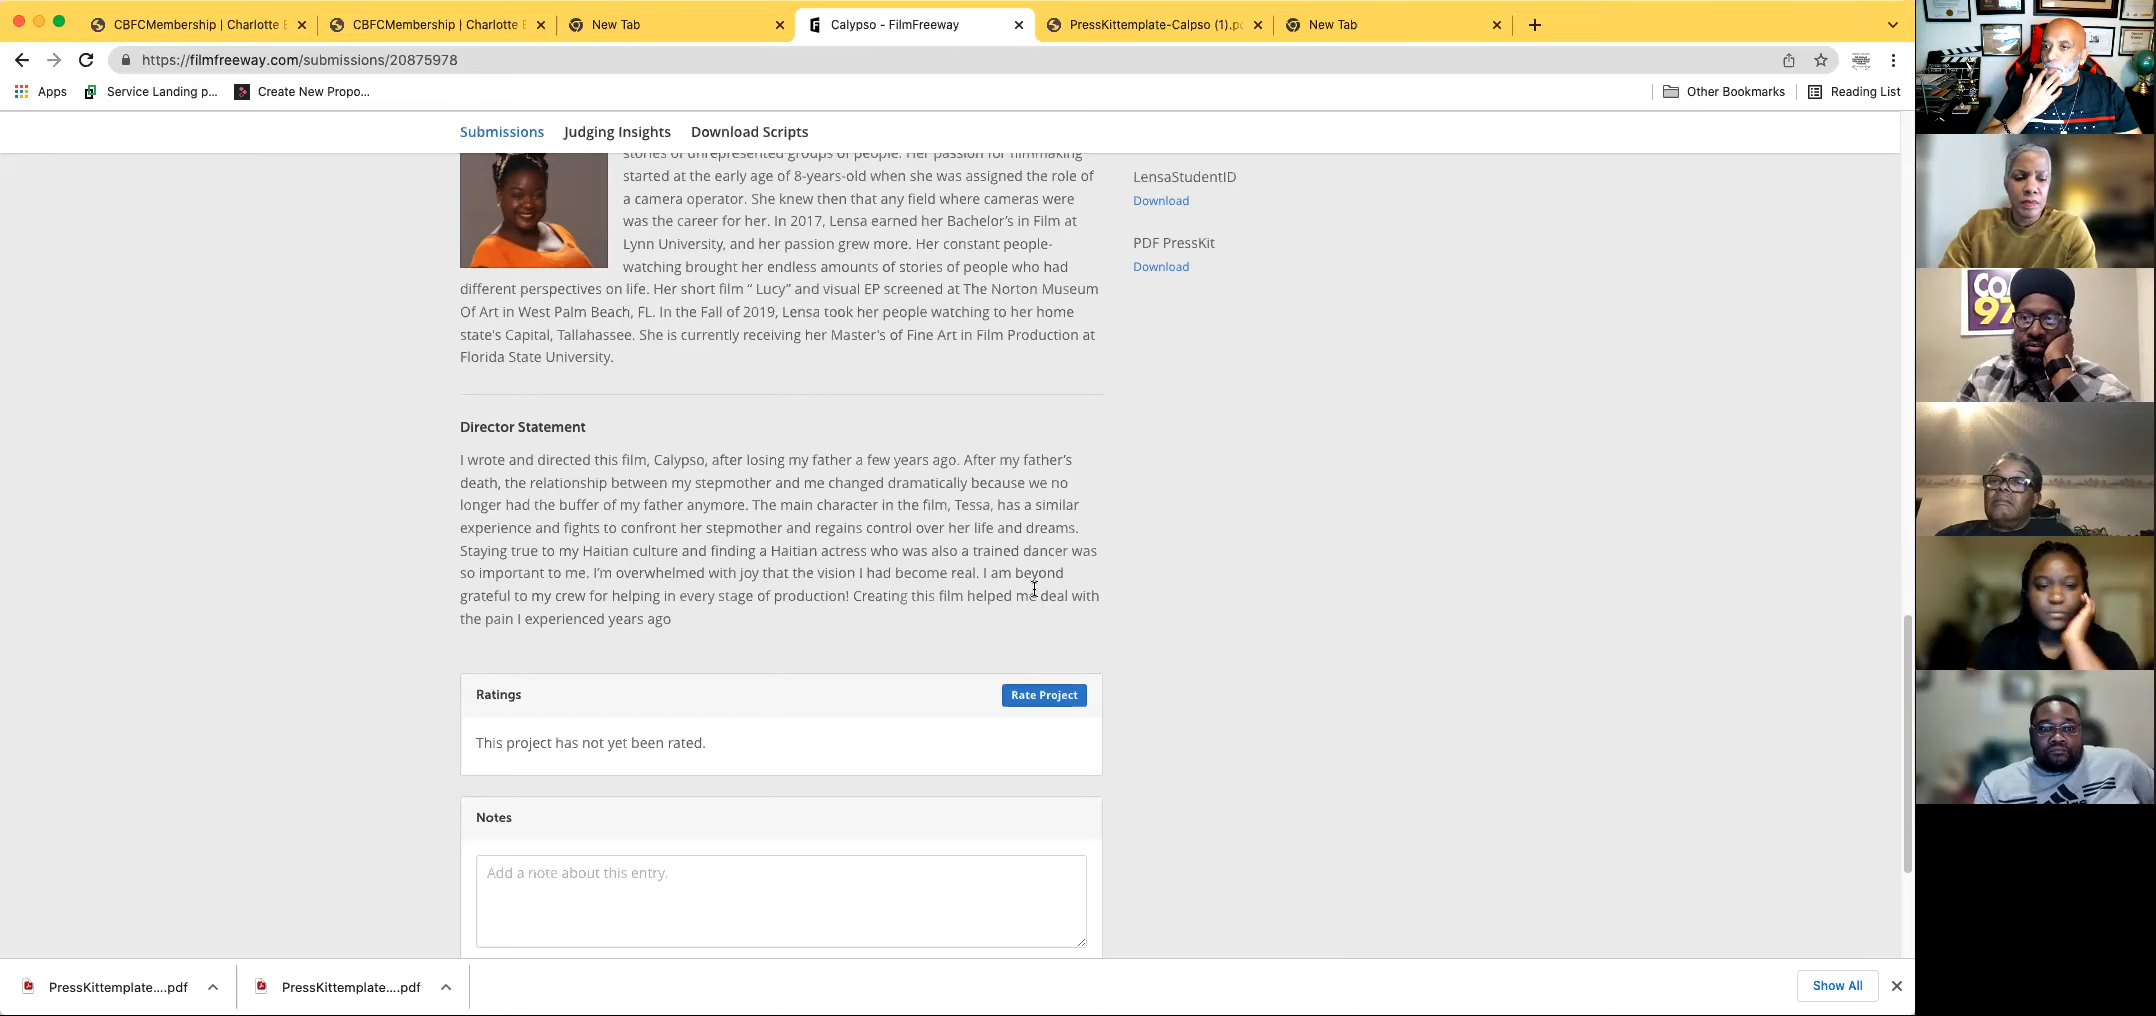 CBFCMembership | Charlotte
CBFCMembership | Charlotte
New Tab
Calypso - FilmFreeway
PressKittemplate-Calpso (1).p
New Tab
https://filmfreeway.com/submissions/20875978
Apps
Service Landing p...
Create New Propo...
Other Bookmarks
Reading List
Submissions
Judging Insights
Download Scripts
stories of unrepresented groups of people. Her passion for filmmaking
started at the early age of 8-years-old when she was assigned the role of
a camera operator. She knew then that any field where cameras were
was the career for her. In 2017, Lensa earned her Bachelor's in Film at
Lynn University, and her passion grew more. Her constant people-
watching brought her endless amounts of stories of people who had
different perspectives on life. Her short film “ Lucy” and visual EP screened at The Norton Museum
Of Art in West Palm Beach, FL. In the Fall of 2019, Lensa took her people watching to her home
state's Capital, Tallahassee. She is currently receiving her Master's of Fine Art in Film Production at
Florida State University.
LensaStudentID
Download
PDF PressKit
Download
Director Statement
I wrote and directed this film, Calypso, after losing my father a few years ago. After my father’s
death, the relationship between my stepmother and me changed dramatically because we no
longer had the buffer of my father anymore. The main character in the film, Tessa, has a similar
experience and fights to confront her stepmother and regains control over her life and dreams.
Staying true to my Haitian culture and finding a Haitian actress who was also a trained dancer was
so important to me. I’m overwhelmed with joy that the vision I had become real. I am beyond
grateful to my crew for helping in every stage of production! Creating this film helped me deal with
the pain I experienced years ago
Ratings
Rate Project
This project has not yet been rated.
Notes
Add a note about this entry.
PressKittemplate....pdf
PressKittemplate....pdf
Show All
CO
97